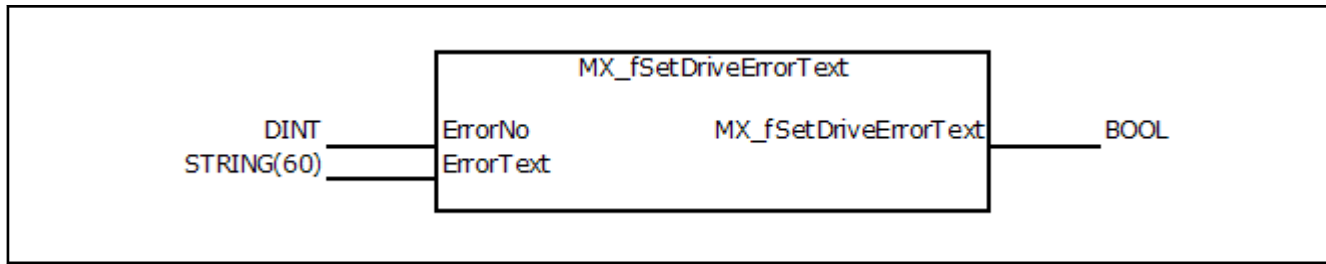 MX_fSetDriveErrorText
DINT ErrorNo MX_fSetDriveErrorText BOOL
STRING(60) ErrorText